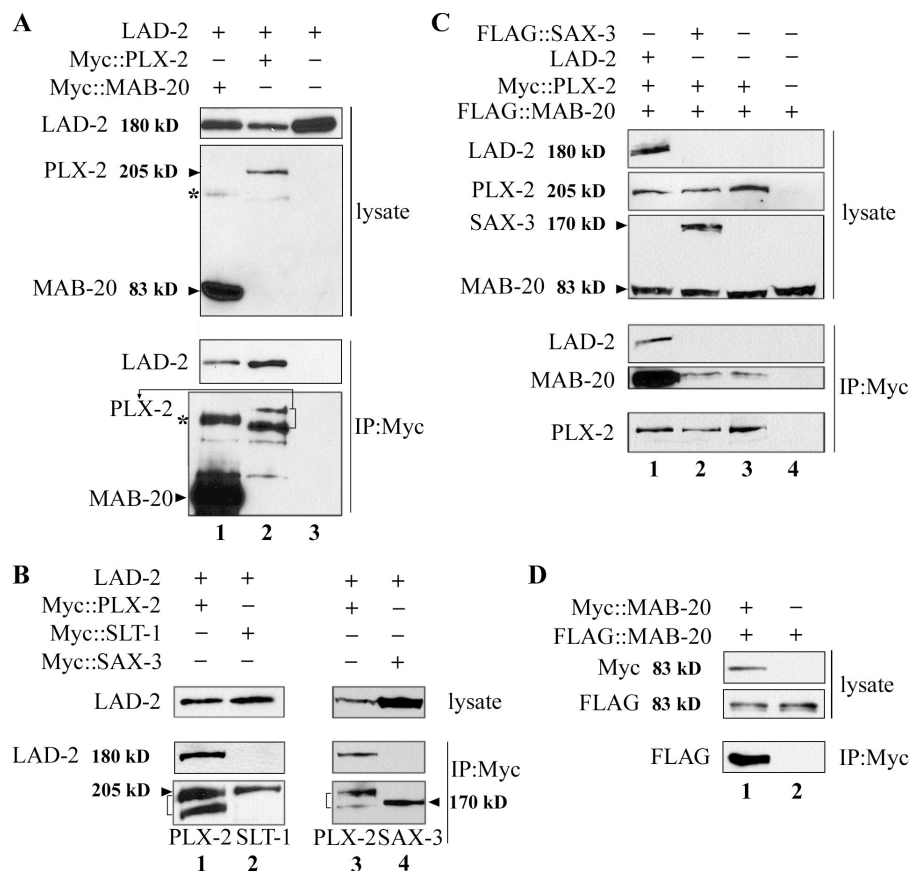 A
LAD-2 + + +
Myc::PLX-2 − + −
Myc::MAB-20 + − −
LAD-2 180 kD
PLX-2 205 kD
*
MAB-20 83 kD
lysate
LAD-2
PLX-2
*
MAB-20
IP:Myc
1 2 3
B
LAD-2 + + + +
Myc::PLX-2 + − + −
Myc::SLT-1 − + − −
Myc::SAX-3 − − − +
LAD-2
lysate
LAD-2 180 kD
205 kD
170 kD
IP:Myc
PLX-2 SLT-1 PLX-2 SAX-3
1 2 3 4
C
FLAG::SAX-3 − + − −
LAD-2 + − − −
Myc::PLX-2 + + + −
FLAG::MAB-20 + + + +
LAD-2 180 kD
PLX-2 205 kD
SAX-3 170 kD
MAB-20 83 kD
lysate
LAD-2
MAB-20
PLX-2
IP:Myc
1 2 3 4
D
Myc::MAB-20 + −
FLAG::MAB-20 + +
Myc 83 kD
FLAG 83 kD
lysate
FLAG
IP:Myc
1 2